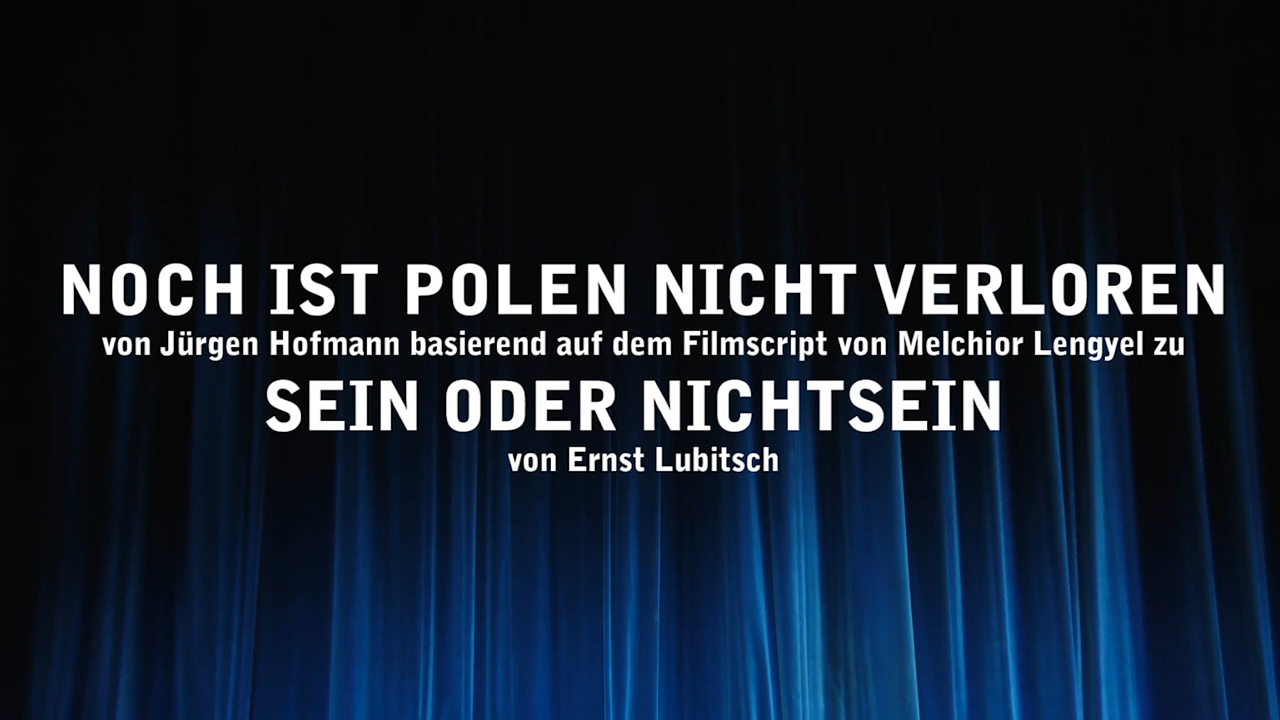 NOCH IST POLEN NICHT VERLOREN
von Jürgen Hofmann basierend auf dem Filmscript von Melchior Lengyel zu
SEIN ODER NICHTSEIN
von Ernst Lubitsch